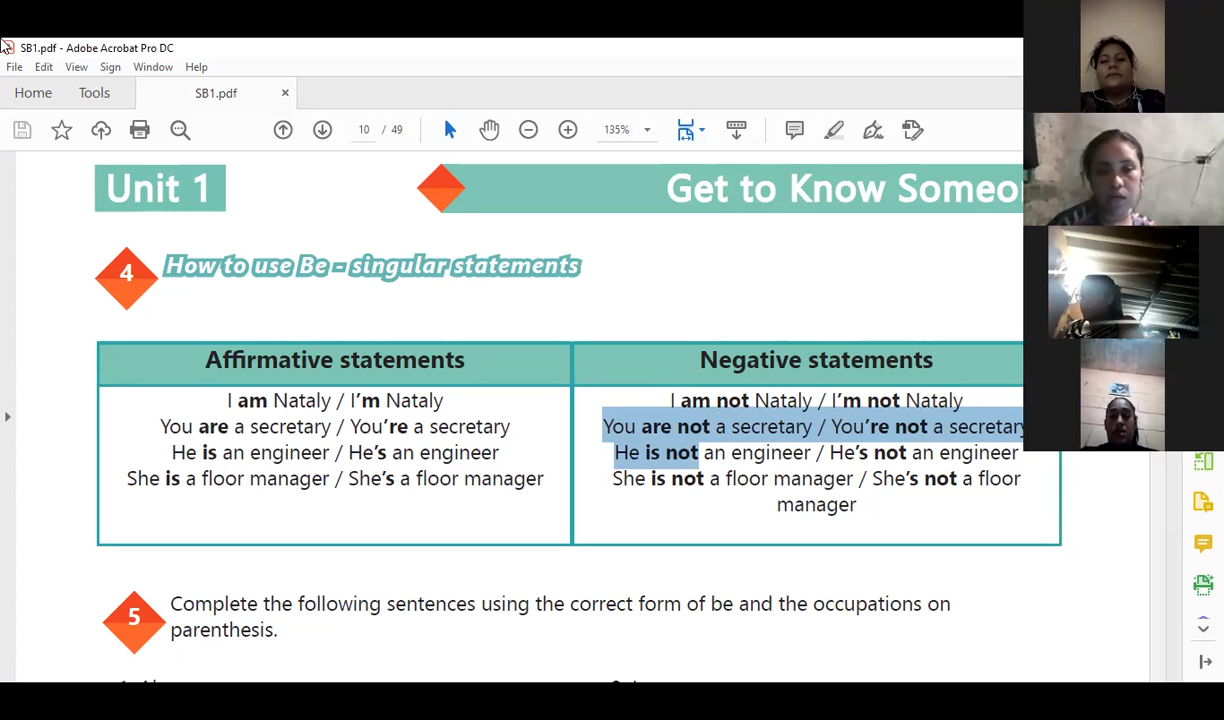 SB1.pdf - Adobe Acrobat Pro DC
File Edit View Sign Window Help
Home Tools SB1.pdf ×
10 / 49 135%
Unit 1 Get to Know Someo
4 How to use Be - singular statements
Affirmative statements
I am Nataly / I'm Nataly
You are a secretary / You're a secretary
He is an engineer / He's an engineer
She is a floor manager / She's a floor manager
Negative statements
I am not Nataly / I'm not Nataly
You are not a secretary / You're not a secretary
He is not an engineer / He's not an engineer
She is not a floor manager / She's not a floor
manager
5 Complete the following sentences using the correct form of be and the occupations on
parenthesis.